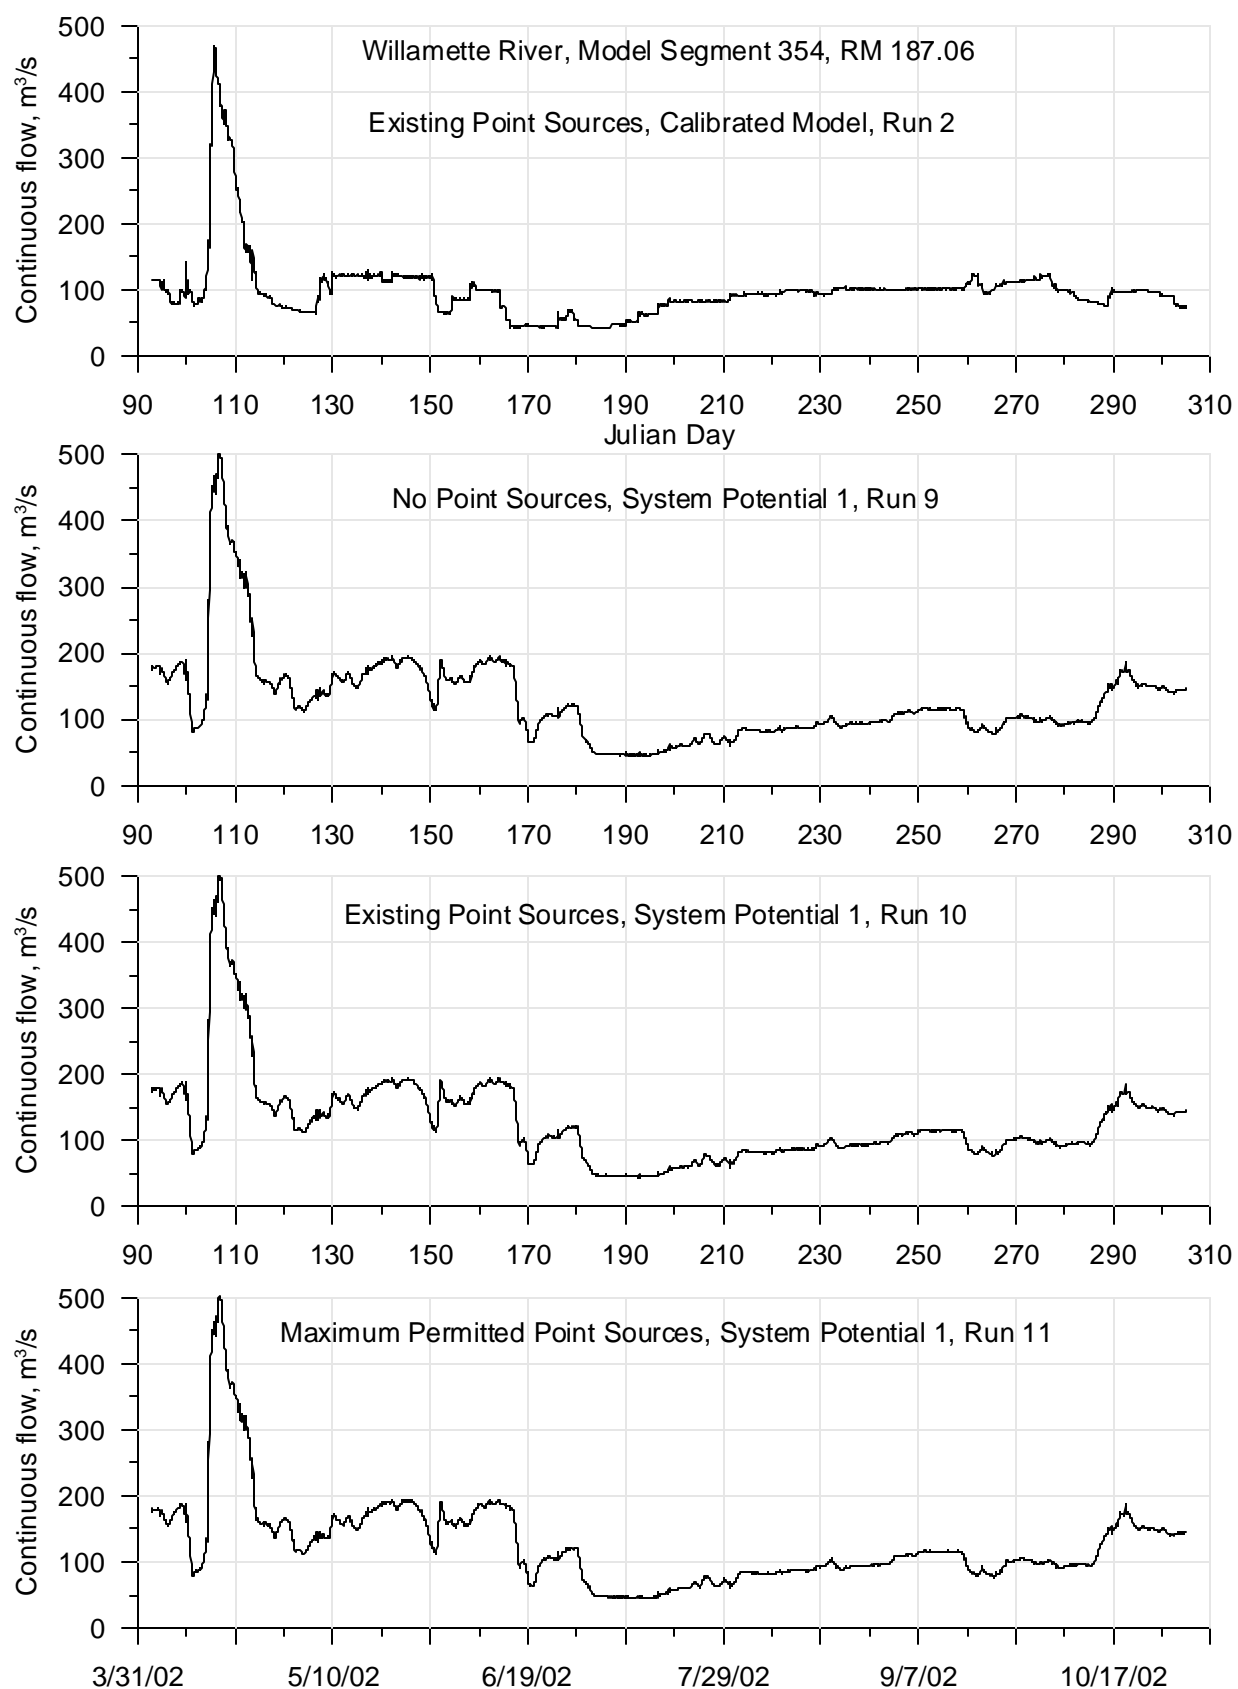 500
Willamette River, Model Segment 354, RM 187.06
400
Existing Point Sources, Calibrated Model, Run 2
300
200
100
0
Continuous flow, m³/s
90 110 130 150 170 190 210 230 250 270 290 310
Julian Day
500
No Point Sources, System Potential 1, Run 9
400
300
200
100
0
Continuous flow, m³/s
90 110 130 150 170 190 210 230 250 270 290 310
500
Existing Point Sources, System Potential 1, Run 10
400
300
200
100
0
Continuous flow, m³/s
90 110 130 150 170 190 210 230 250 270 290 310
500
Maximum Permitted Point Sources, System Potential 1, Run 11
400
300
200
100
0
Continuous flow, m³/s
3/31/02 5/10/02 6/19/02 7/29/02 9/7/02 10/17/02